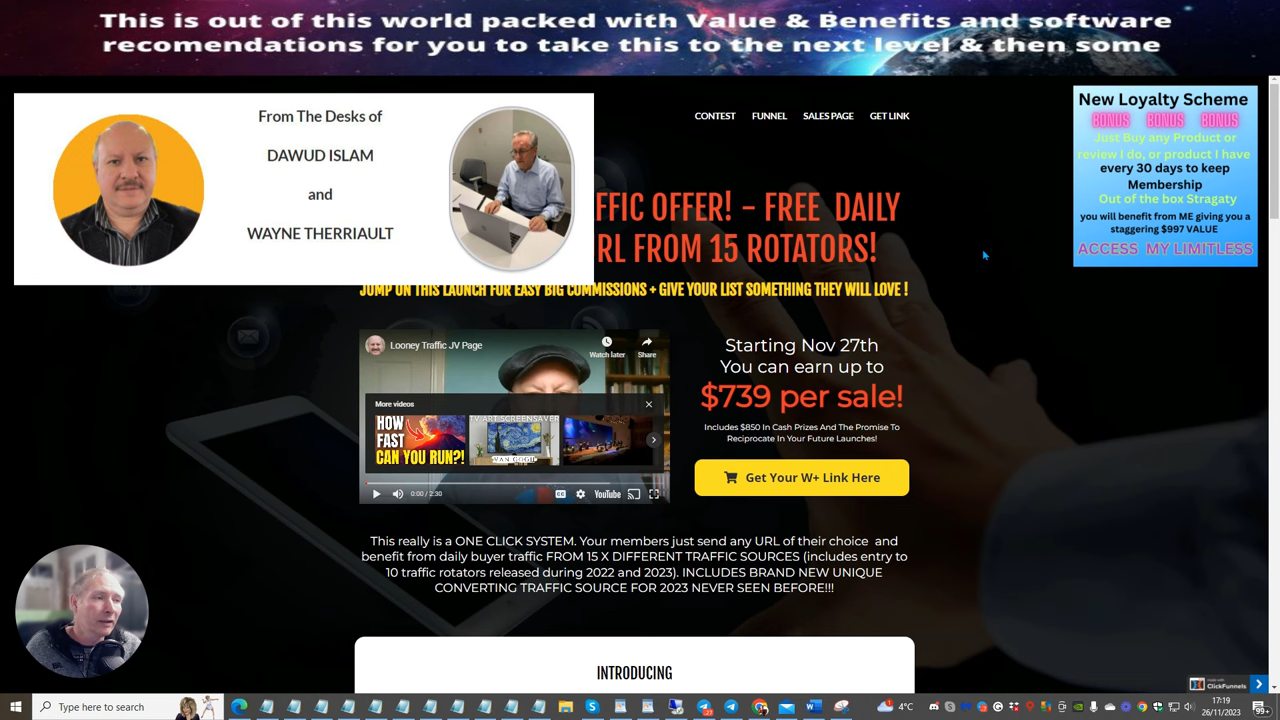 This is out of this world packed with Value & Benefits and software
recomendations for you to take this to the next level & then some
From The Desks of
DAWUD ISLAM
and
WAYNE THERRIAULT
CONTEST FUNNEL SALES PAGE GET LINK
New Loyalty Scheme
BONUS BONUS BONUS
Just Buy any Product or
review I do, or product I have
every 30 days to keep
Membership
Out of the box Stragaty
you will benefit from ME giving you a
staggering $997 VALUE
ACCESS MY LIMITLESS
FFIC OFFER! - FREE DAILY
RL FROM 15 ROTATORS!
JUMP ON THIS LAUNCH FOR EASY BIG COMMISSIONS + GIVE YOUR LIST SOMETHING THEY WILL LOVE !
Looney Traffic JV Page
Watch later
Share
More videos
HOW
FAST
CAN YOU RUN?!
TV ART SCREENSAVER
VAN GOGH
0:00 / 2:30
CC
YouTube
Starting Nov 27th
You can earn up to
$739 per sale!
Includes $850 In Cash Prizes And The Promise To
Reciprocate In Your Future Launches!
Get Your W+ Link Here
This really is a ONE CLICK SYSTEM. Your members just send any URL of their choice and
benefit from daily buyer traffic FROM 15 X DIFFERENT TRAFFIC SOURCES (includes entry to
10 traffic rotators released during 2022 and 2023). INCLUDES BRAND NEW UNIQUE
CONVERTING TRAFFIC SOURCE FOR 2023 NEVER SEEN BEFORE!!!
INTRODUCING
made with
ClickFunnels
Type here to search
4°C
17:19
26/11/2023
99+